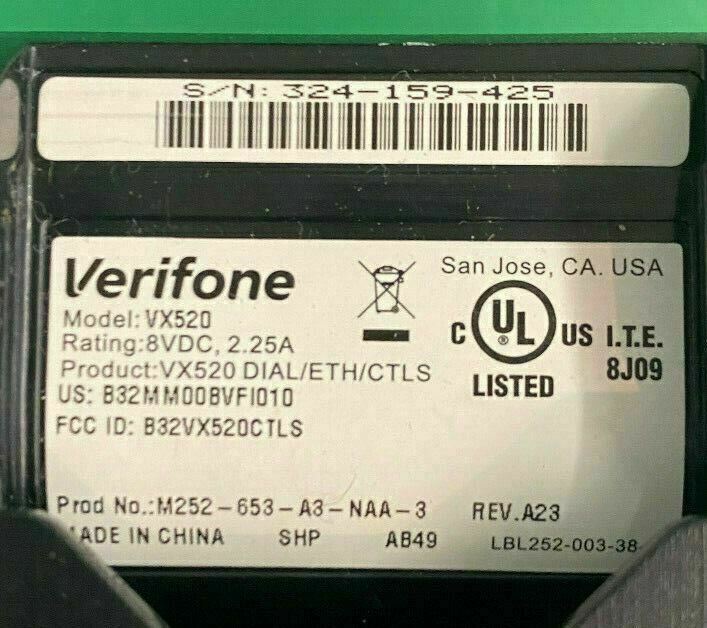 S/N: 324-159-425
Verifone
San Jose, CA. USA
Model: VX520
Rating:8VDC, 2.25A
Product:VX520 DIAL/ETH/CTLS
C UL US I.T.E.
LISTED 8J09
US: B32MM00BVFI010
FCC ID: B32VX520CTLS
Prod No.:M252-653-A3-NAA-3 REV.A23
MADE IN CHINA SHP AB49 LBL252-003-38